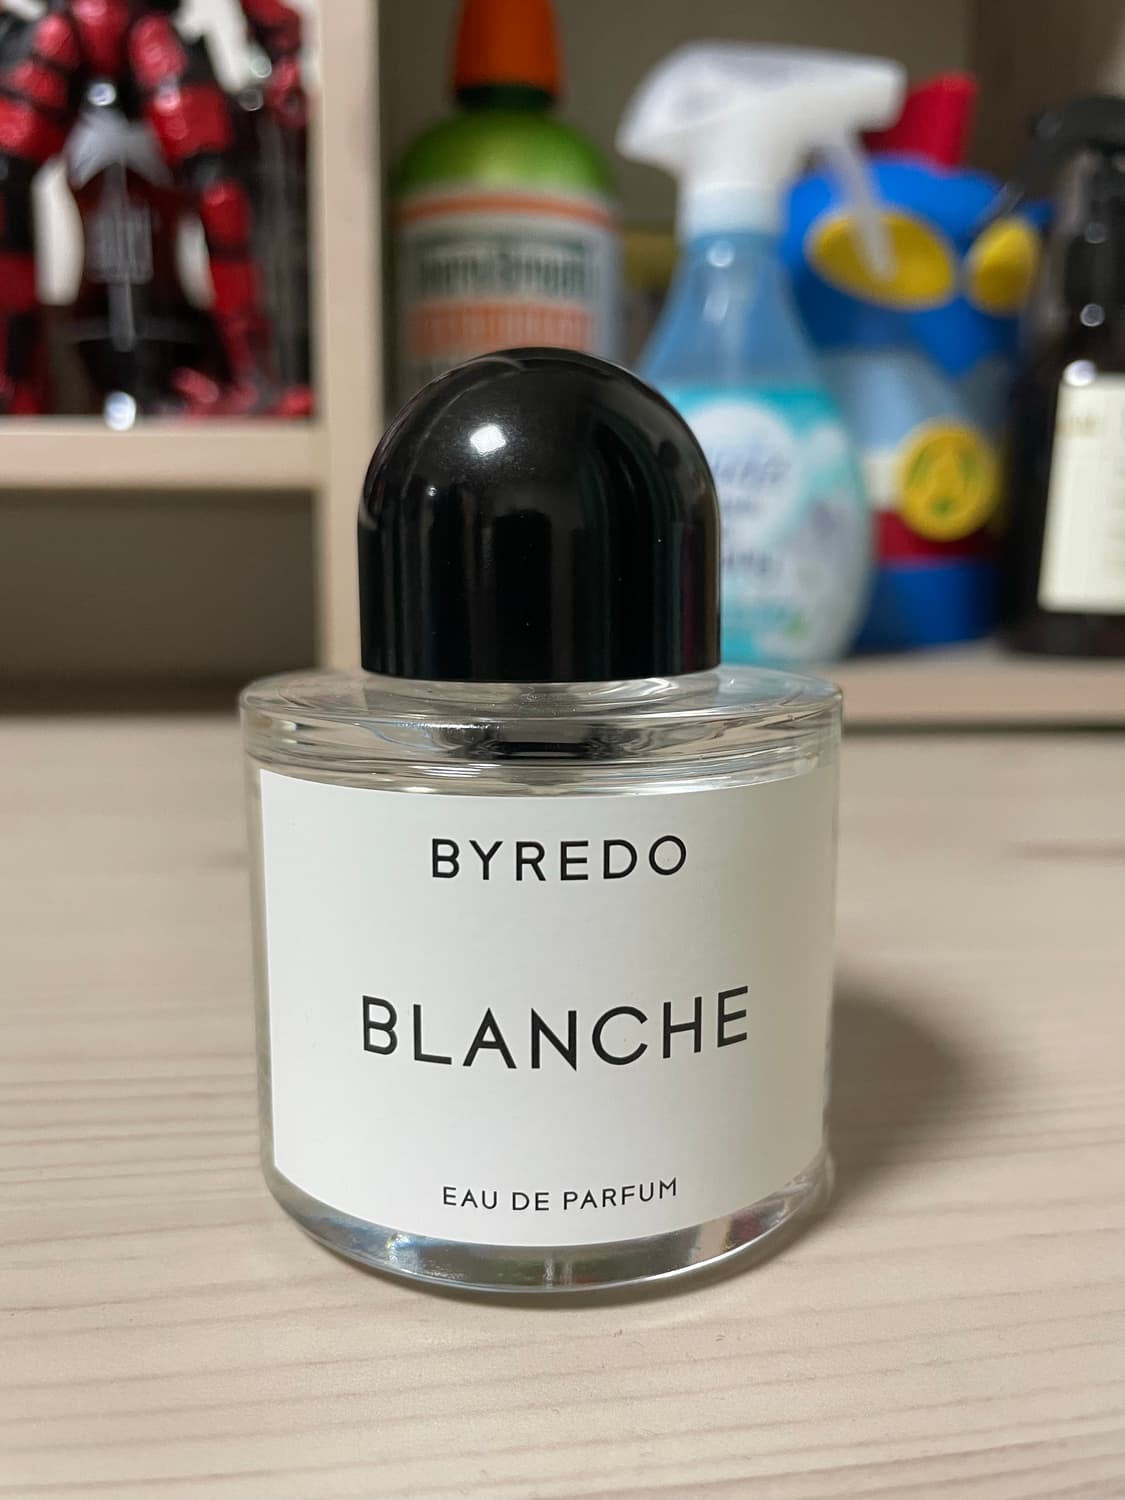 BYREDO
BLANCHE
EAU DE PARFUM